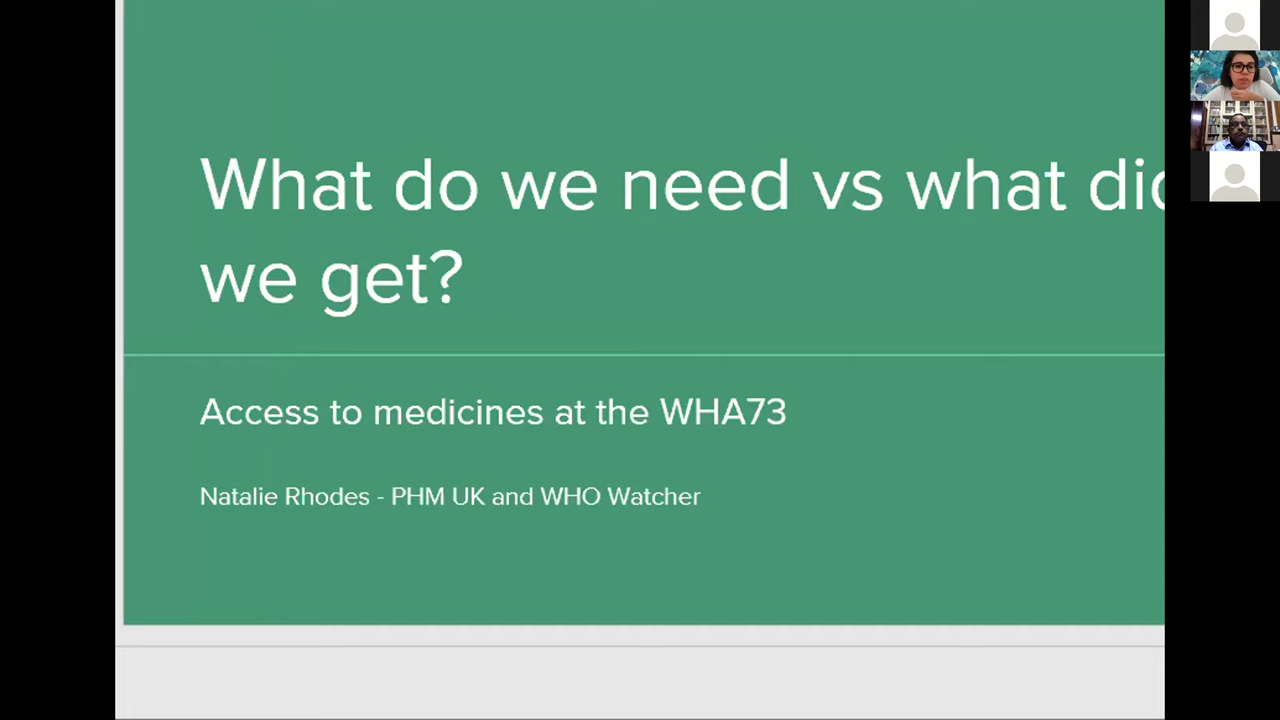 What do we need vs what did
we get?
Access to medicines at the WHA73
Natalie Rhodes - PHM UK and WHO Watcher